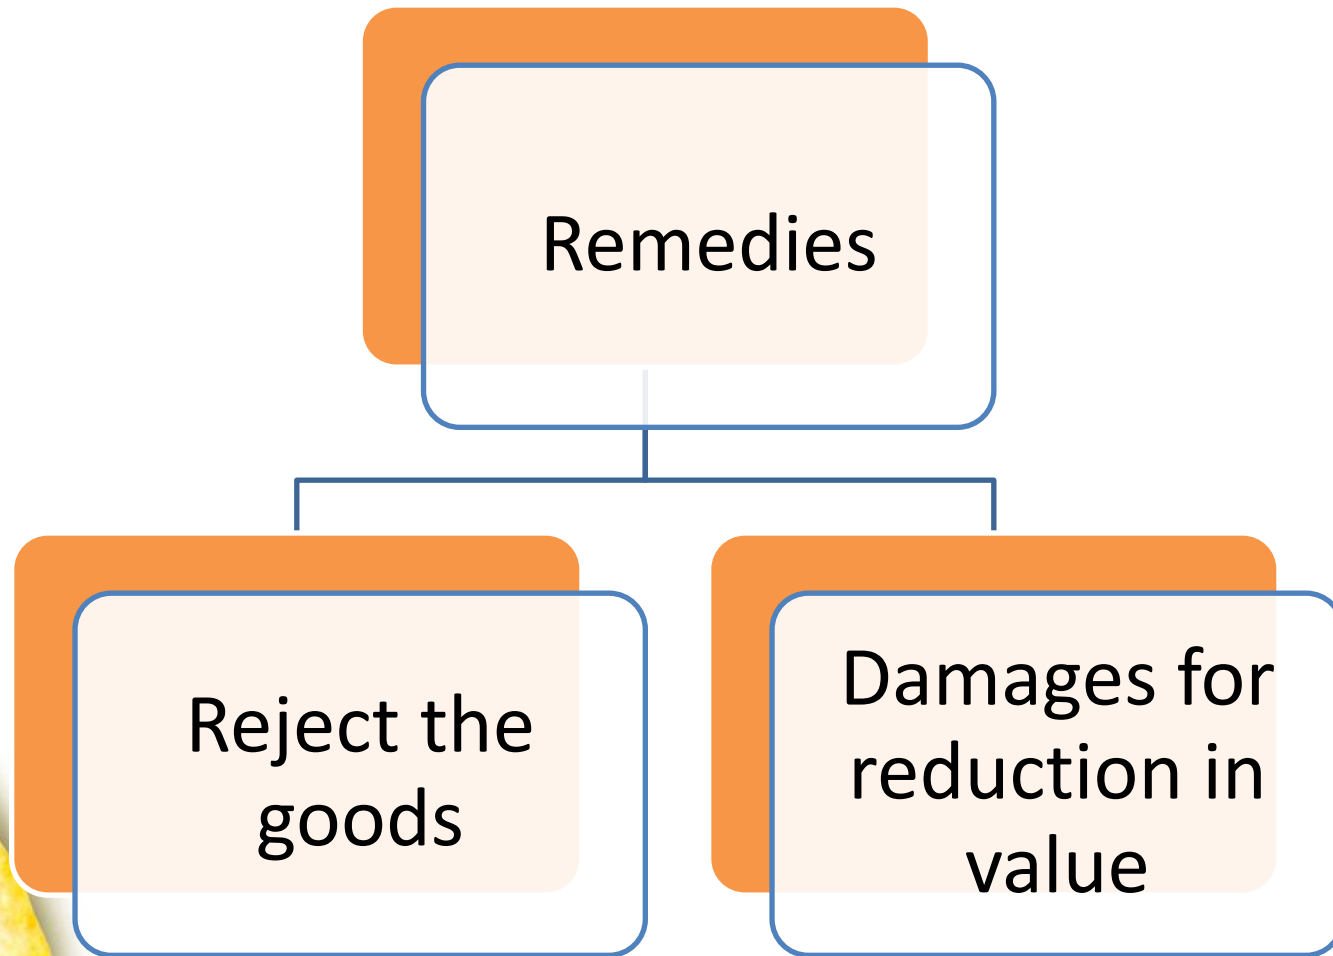 Remedies
Reject the
goods
Damages for
reduction in
value